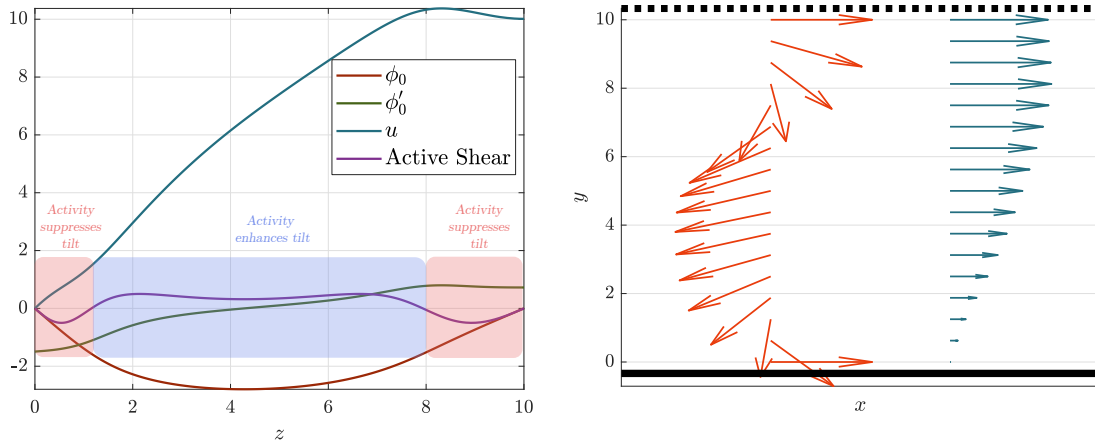 10
8
6
4
2
0
-2
0
2
4
6
8
10
z
ϕ₀
ϕ′₀
u
Active Shear
Activity
suppresses
tilt
Activity
enhances tilt
Activity
suppresses
tilt
10
8
6
4
2
0
y
x